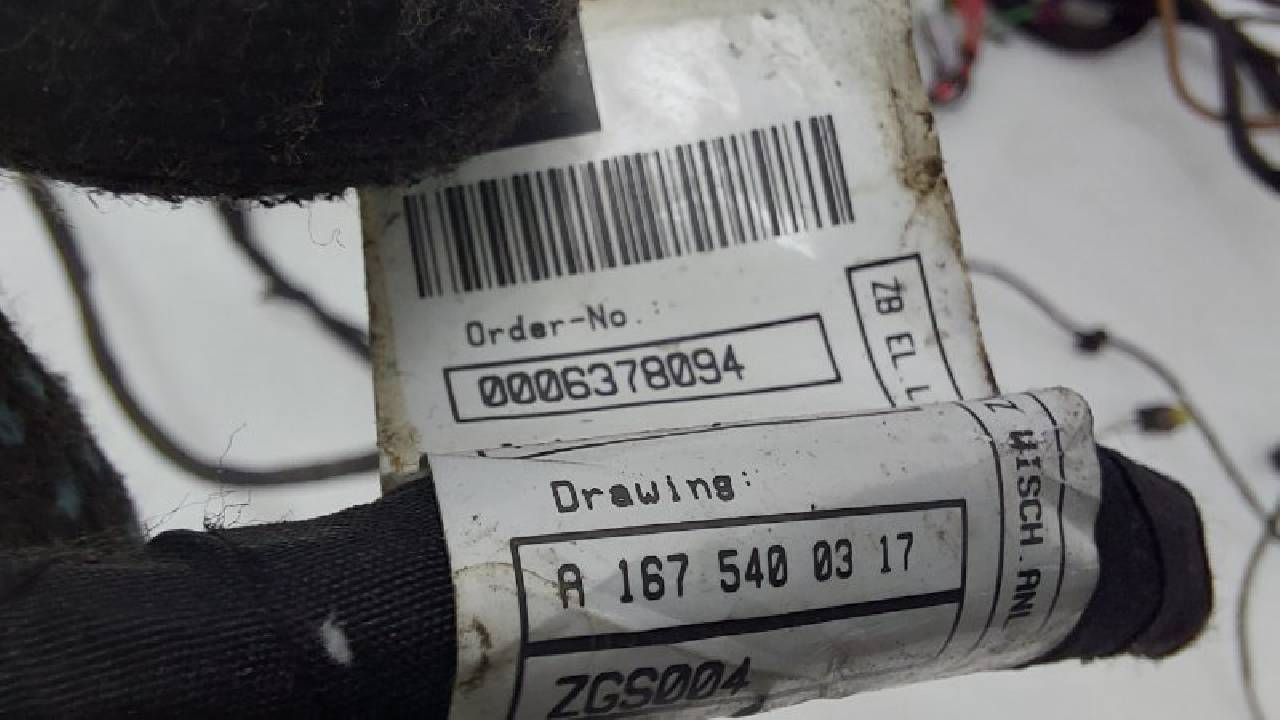 Order-No.:
0006378094
ZB EL.L
Drawing:
A 167 540 03 17
ZGS004
Z WISCH.ANL